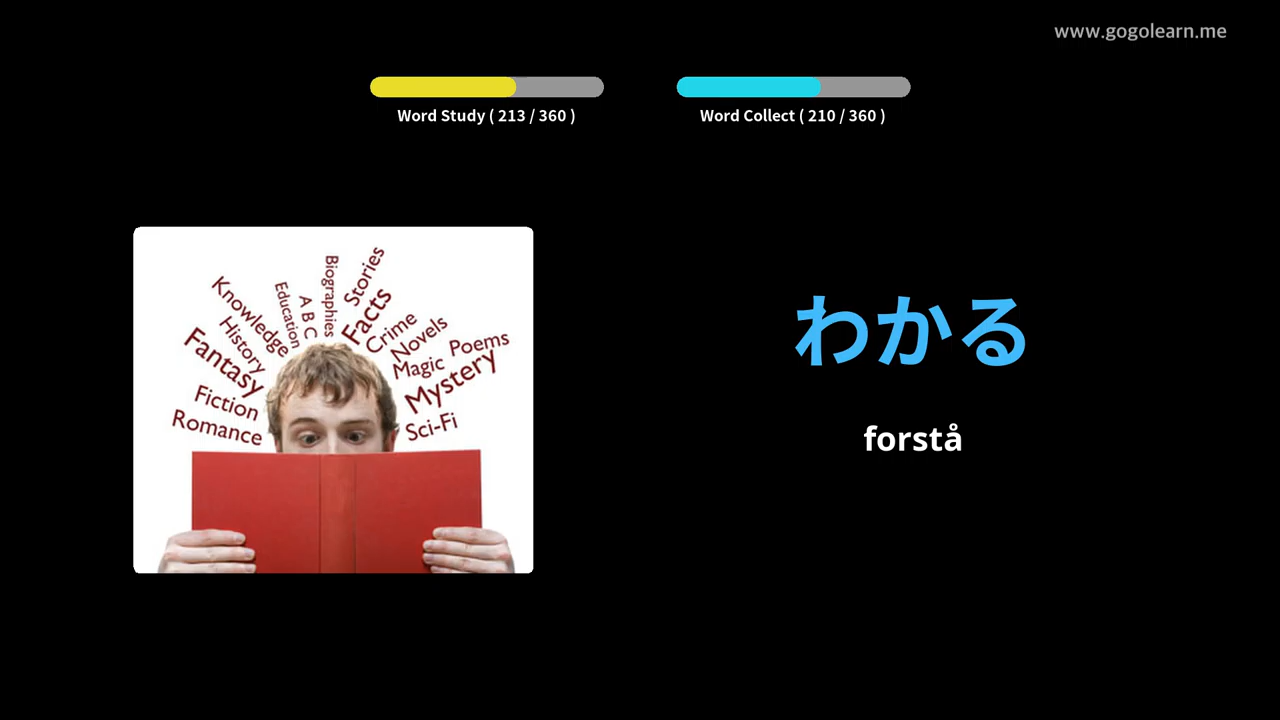 www.gogolearn.me
Word Study ( 213 / 360 )
Word Collect ( 210 / 360 )
Knowledge
History
Fantasy
Fiction
Romance
Education
A B C
Biographies
Stories
Facts
Crime
Novels
Magic
Poems
Mystery
Sci-Fi
わかる
forstå